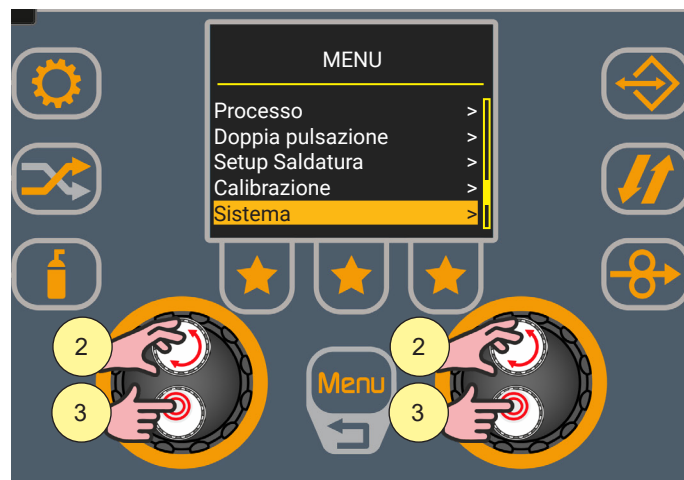 MENU
Processo >
Doppia pulsazione >
Setup Saldatura >
Calibrazione >
Sistema >
2
2
3
3
Menu